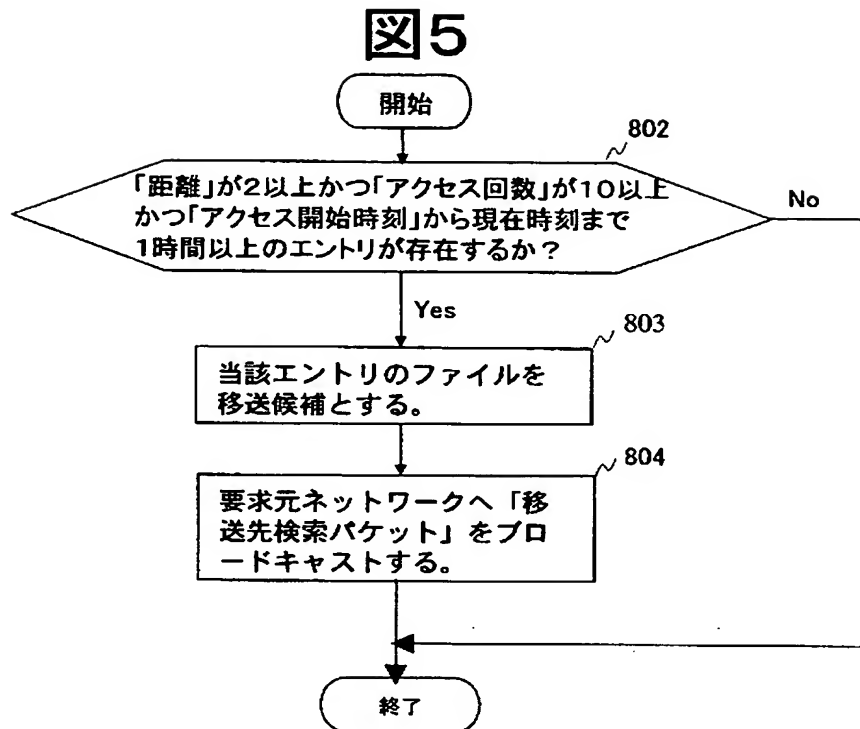 図5
開始
802
「距離」が2以上かつ「アクセス回数」が10以上
かつ「アクセス開始時刻」から現在時刻まで
1時間以上のエントリが存在するか？
No
Yes
803
当該エントリのファイルを
移送候補とする。
804
要求元ネットワークへ「移
送先検索パケット」をブロ
ードキャストする。
終了